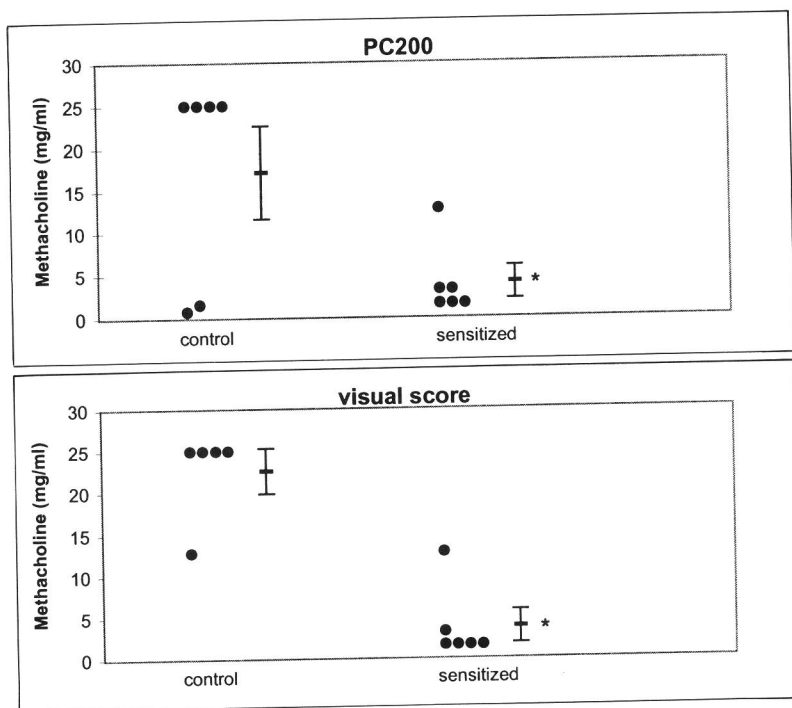 PC200
Methacholine (mg/ml)
30
25
20
15
10
5
0
*
control
sensitized
visual score
Methacholine (mg/ml)
30
25
20
15
10
5
0
*
control
sensitized